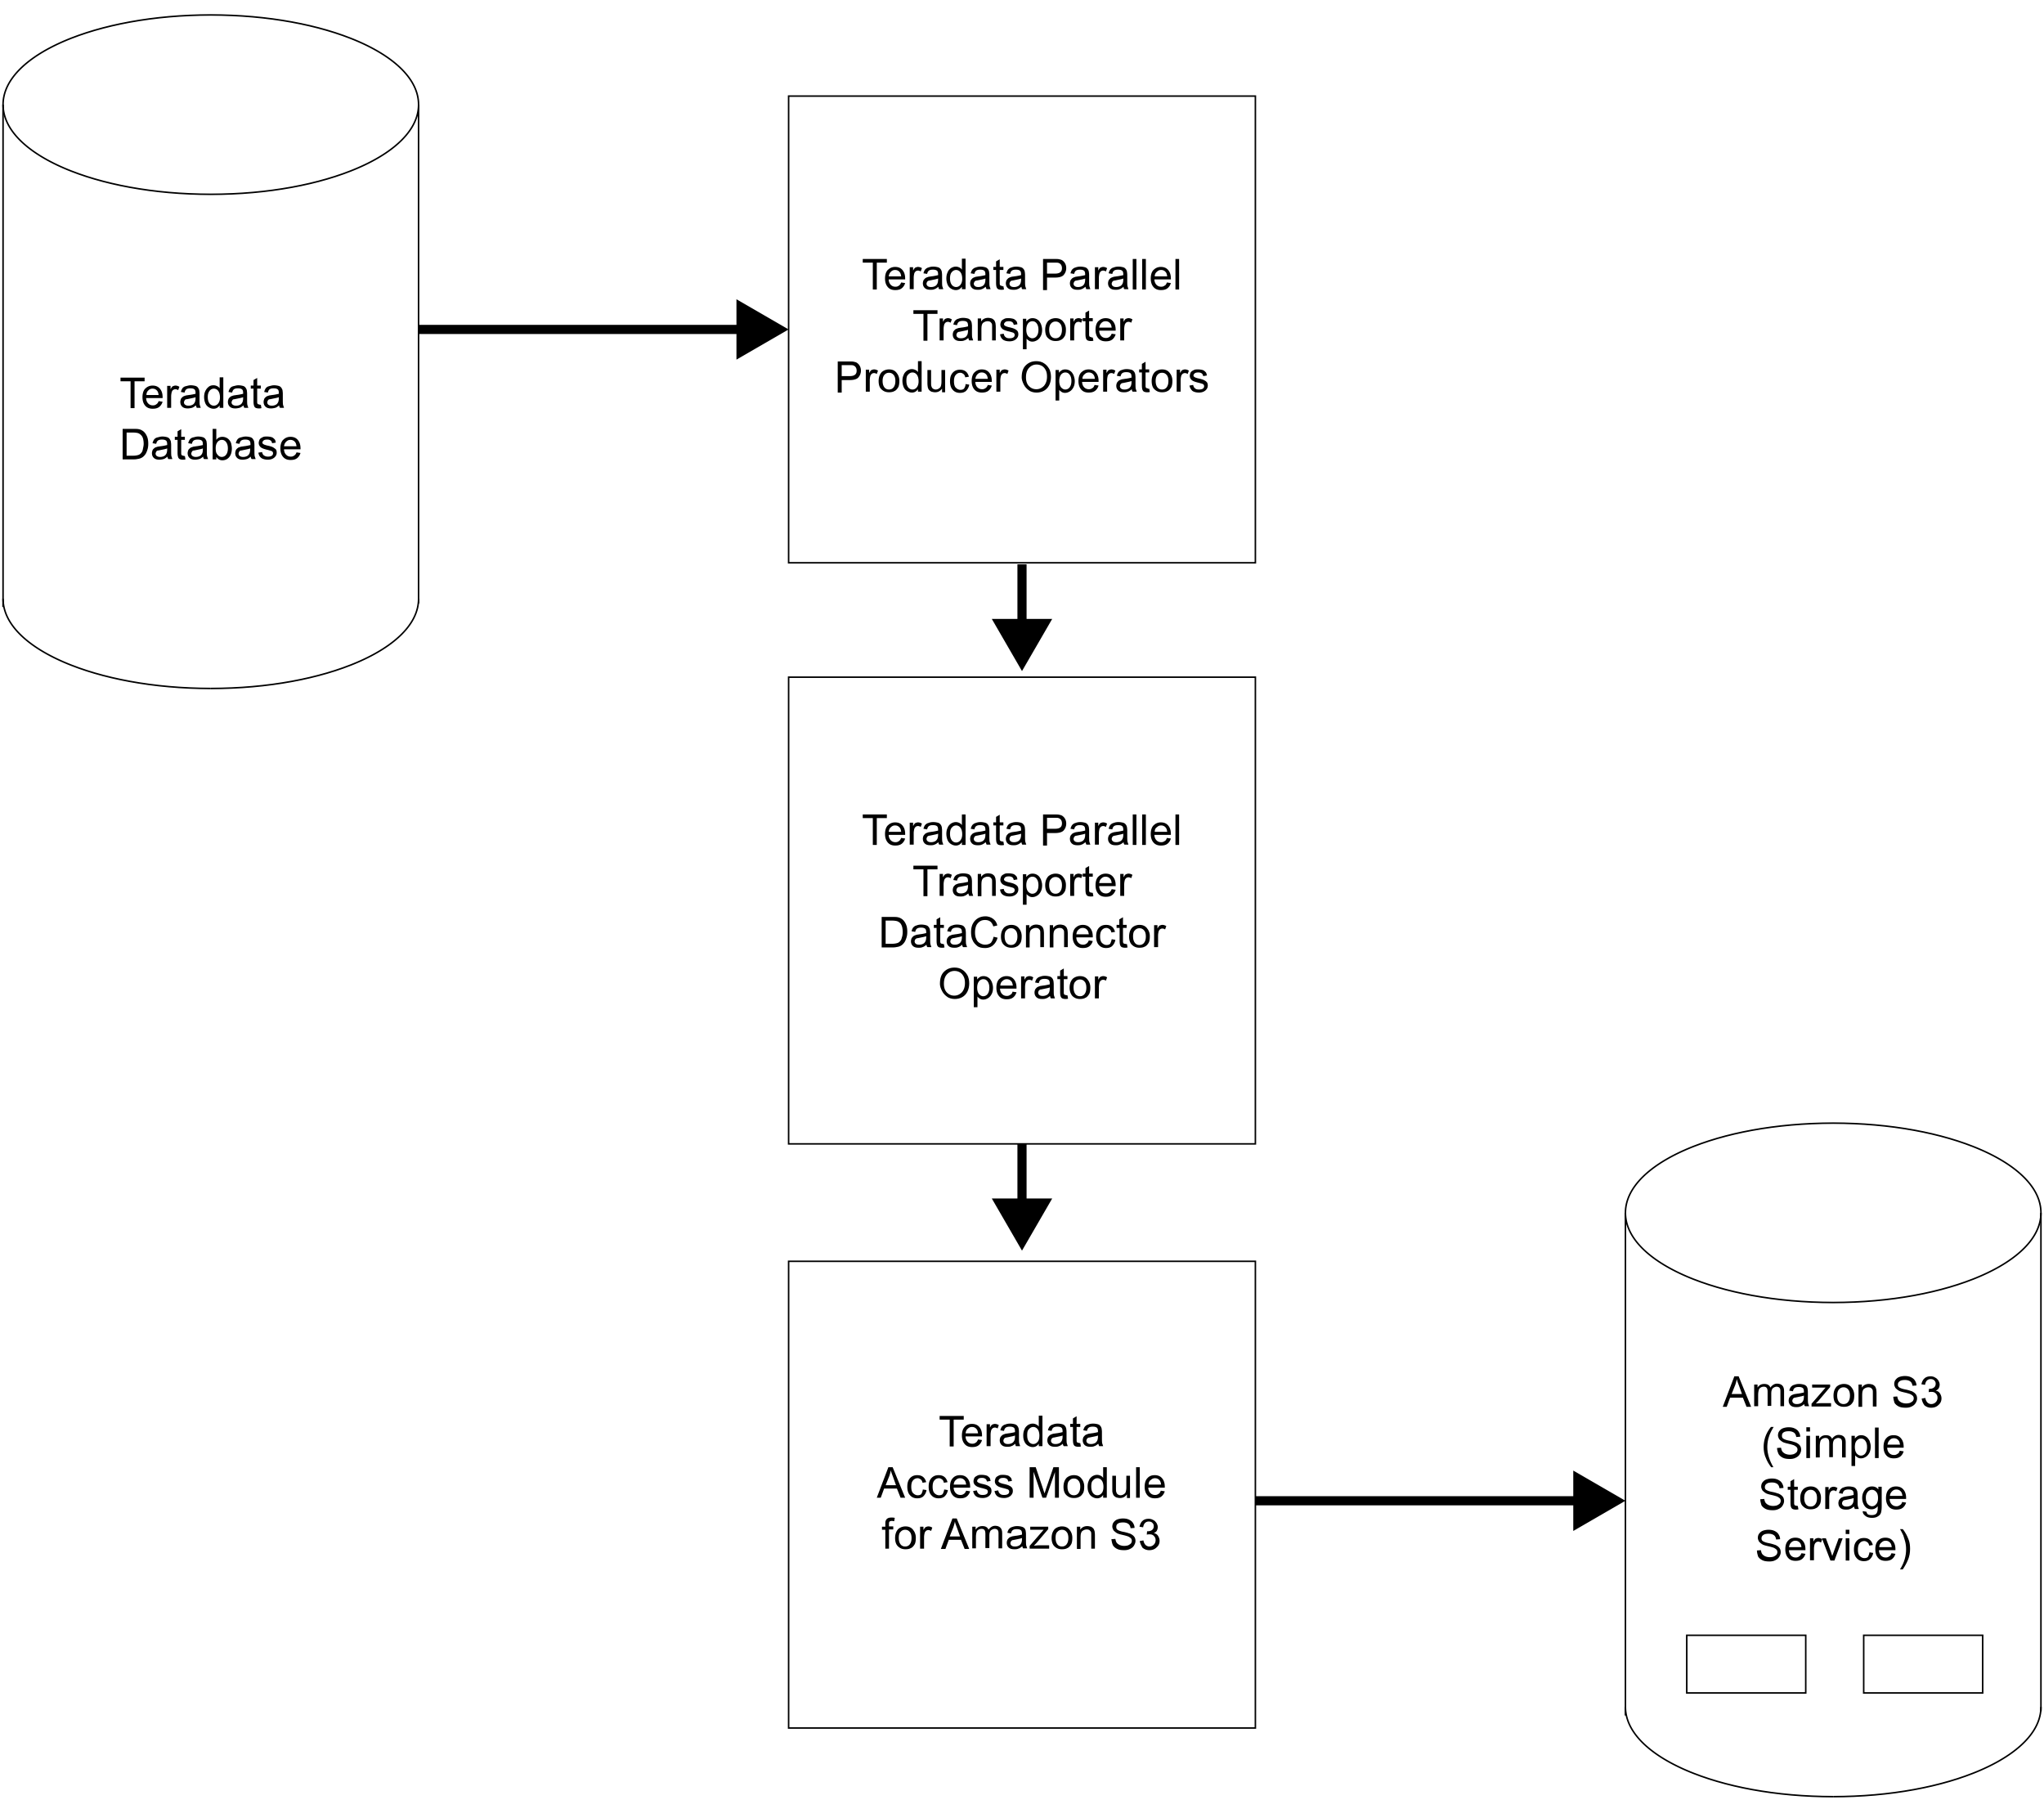 Teradata
Database
Teradata Parallel
Transporter
Producer Operators
Teradata Parallel
Transporter
DataConnector
Operator
Teradata
Access Module
for Amazon S3
Amazon S3
(Simple
Storage
Service)